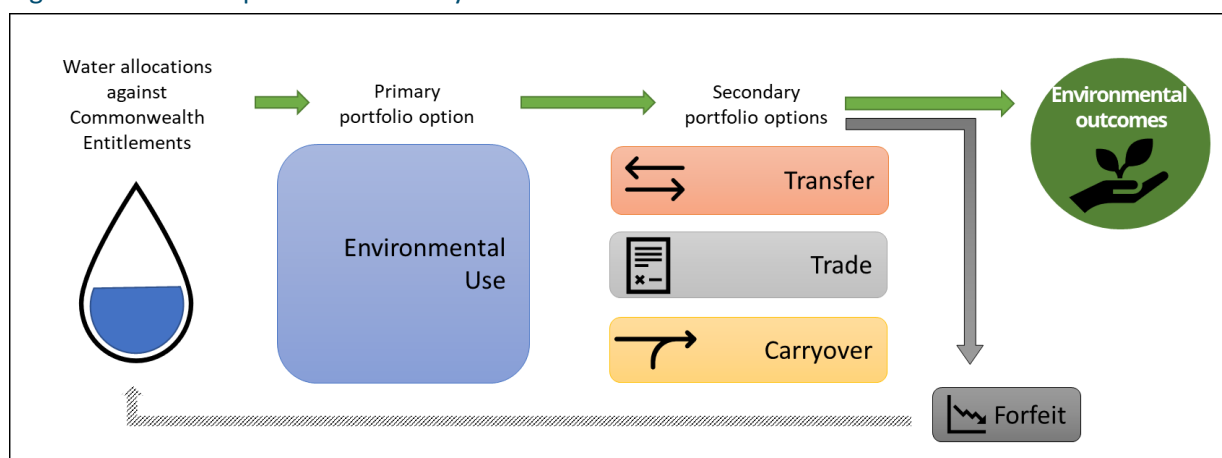 Water allocations
against
Commonwealth
Entitlements
Primary
portfolio option
Secondary
portfolio options
Environmental
outcomes
Environmental
Use
Transfer
Trade
Carryover
Forfeit